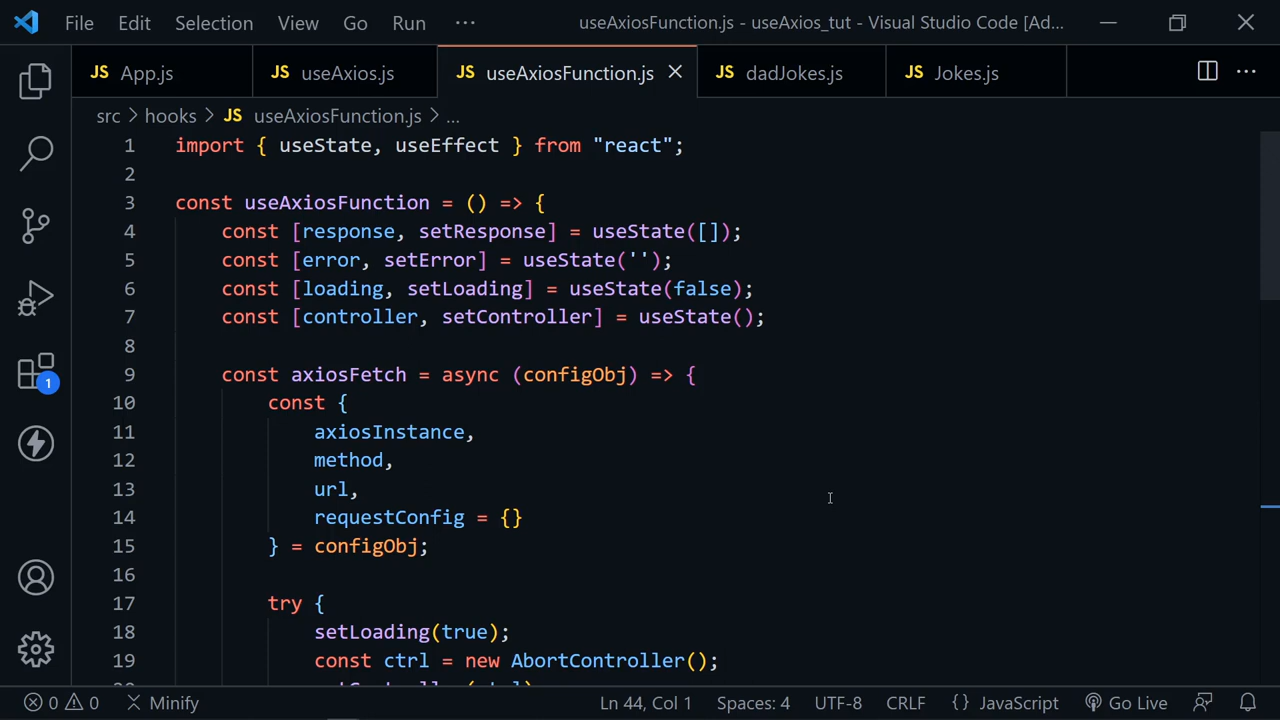 File Edit Selection View Go Run ··· useAxiosFunction.js - useAxios_tut - Visual Studio Code [Ad...
JS App.js JS useAxios.js JS useAxiosFunction.js JS dadJokes.js JS Jokes.js ···
src > hooks > JS useAxiosFunction.js > ...
1 import { useState, useEffect } from "react";
2
3 const useAxiosFunction = () => {
4 const [response, setResponse] = useState([]);
5 const [error, setError] = useState('');
6 const [loading, setLoading] = useState(false);
7 const [controller, setController] = useState();
8
9 const axiosFetch = async (configObj) => {
10 const {
11 axiosInstance,
12 method,
13 url,
14 requestConfig = {}
15 } = configObj;
16
17 try {
18 setLoading(true);
19 const ctrl = new AbortController();
1
0 0 Minify Ln 44, Col 1 Spaces: 4 UTF-8 CRLF {} JavaScript Go Live